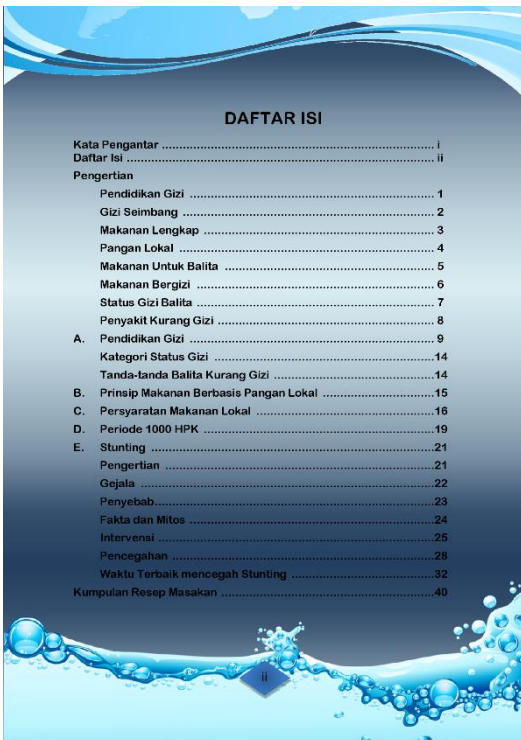 DAFTAR ISI
Kata Pengantar ........................................................................ i
Daftar Isi ................................................................................. ii
Pengertian
Pendidikan Gizi ................................................................ 1
Gizi Seimbang ................................................................. 2
Makanan Lengkap ........................................................... 3
Pangan Lokal .................................................................. 4
Makanan Untuk Balita ...................................................... 5
Makanan Bergizi .............................................................. 6
Status Gizi Balita .............................................................. 7
Penyakit Kurang Gizi ........................................................ 8
A. Pendidikan Gizi ................................................................ 9
Kategori Status Gizi ..........................................................14
Tanda-tanda Balita Kurang Gizi ...........................................14
B. Prinsip Makanan Berbasis Pangan Lokal .............................15
C. Persyaratan Makanan Lokal ..............................................16
D. Periode 1000 HPK ............................................................19
E. Stunting ...........................................................................21
Pengertian .......................................................................21
Gejala .............................................................................22
Penyebab.........................................................................23
Fakta dan Mitos ................................................................24
Intervensi .........................................................................25
Pencegahan .....................................................................28
Waktu Terbaik mencegah Stunting ......................................32
Kumpulan Resep Masakan ........................................................40
ii